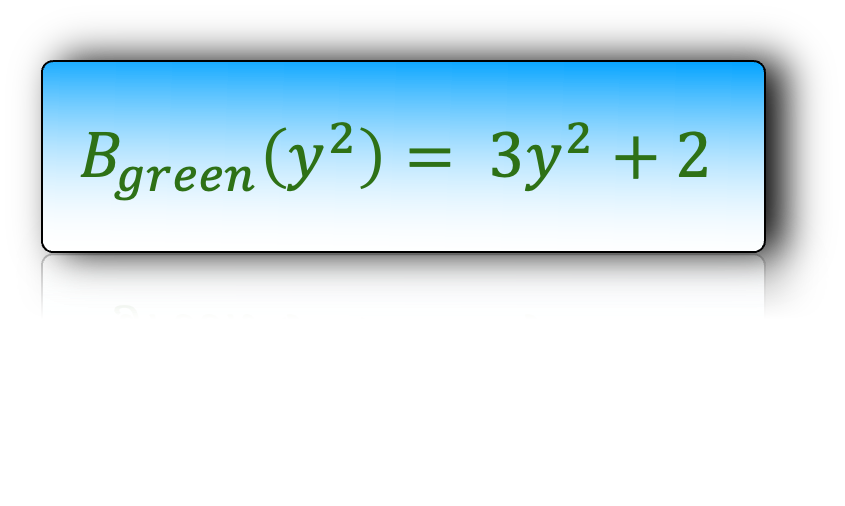 B_green(y²) = 3y² + 2